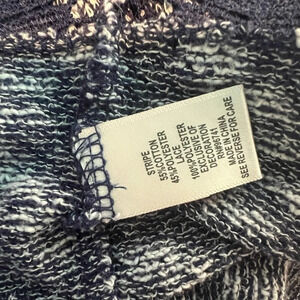 STRIPE
55%COTTON
45%POLYESTER
LACE
100%POLYESTER
EXCLUSIVE OF
DECORATION
RN#96741
MADE IN CHINA
SEE REVERSE FOR CARE